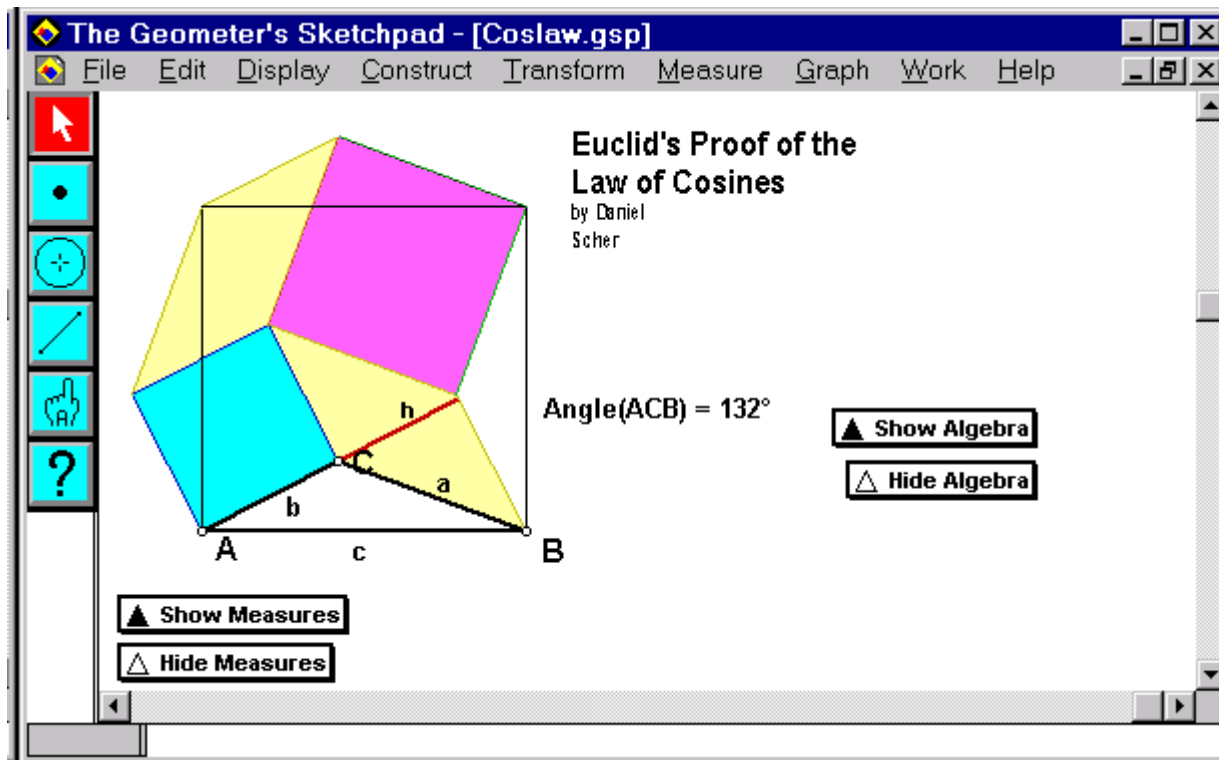 The Geometer's Sketchpad - [Coslaw.gsp]
File Edit Display Construct Transform Measure Graph Work Help
Euclid's Proof of the
Law of Cosines
by Daniel
Scher
A
?
h
Angle(ACB) = 132°
Show Algebra
Hide Algebra
C
a
b
A
c
B
Show Measures
Hide Measures